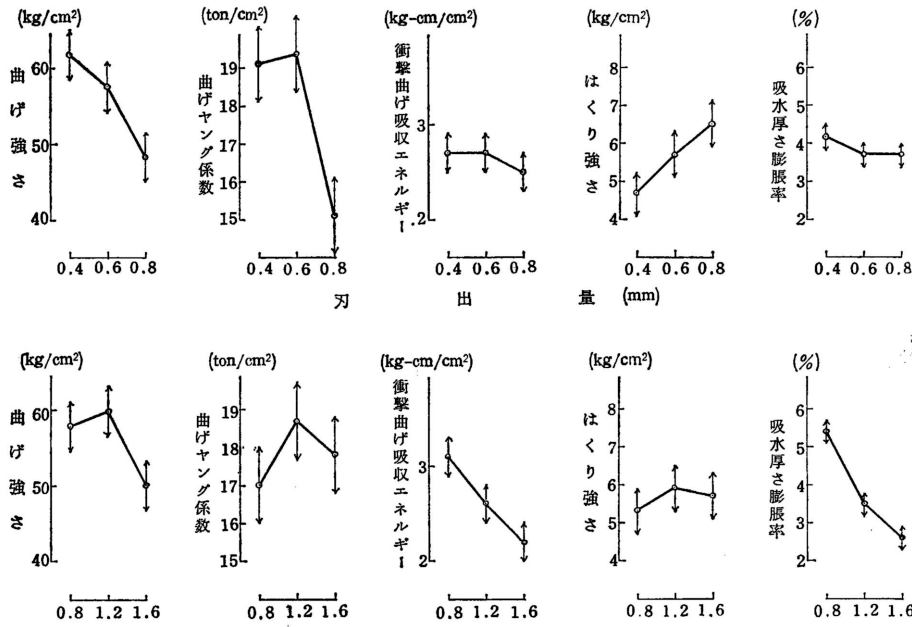 (kg/cm²)
曲げ強さ
60
50
40
0.4 0.6 0.8
(ton/cm²)
曲げヤング係数
19
18
17
16
15
0.4 0.6 0.8
(kg-cm/cm²)
衝撃曲げ吸収エネルギー
3
.2
0.4 0.6 0.8
(kg/cm²)
はくり強さ
8
7
6
5
4
0.4 0.6 0.8
(%)
吸水厚さ膨脹率
6
5
4
3
2
0.4 0.6 0.8
刃出量 (mm)
(kg/cm²)
曲げ強さ
60
50
40
0.8 1.2 1.6
(ton/cm²)
曲げヤング係数
19
18
17
16
15
0.8 1.2 1.6
(kg-cm/cm²)
衝撃曲げ吸収エネルギー
3
2
0.8 1.2 1.6
(kg/cm²)
はくり強さ
8
7
6
5
4
0.8 1.2 1.6
(%)
吸水厚さ膨脹率
6
5
4
3
2
0.8 1.2 1.6